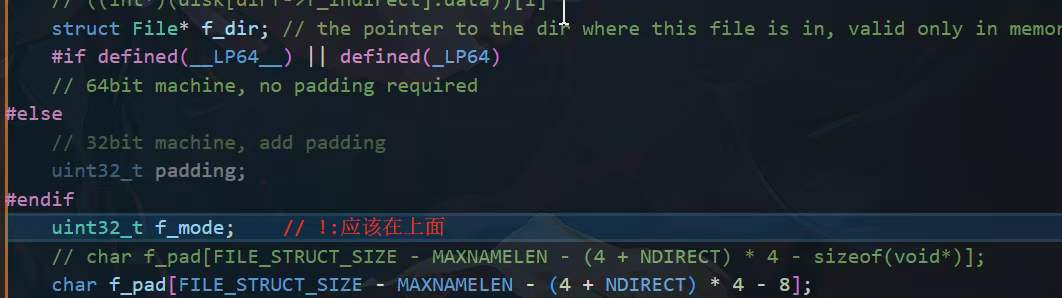 // ((int*)(disk[dirf->f_indirect].data))[i]
struct File* f_dir; // the pointer to the dir where this file is in, valid only in memor
#if defined(__LP64__) || defined(_LP64)
// 64bit machine, no padding required
#else
// 32bit machine, add padding
uint32_t padding;
#endif
uint32_t f_mode; // !:应该在上面
// char f_pad[FILE_STRUCT_SIZE - MAXNAMELEN - (4 + NDIRECT) * 4 - sizeof(void*)];
char f_pad[FILE_STRUCT_SIZE - MAXNAMELEN - (4 + NDIRECT) * 4 - 8];